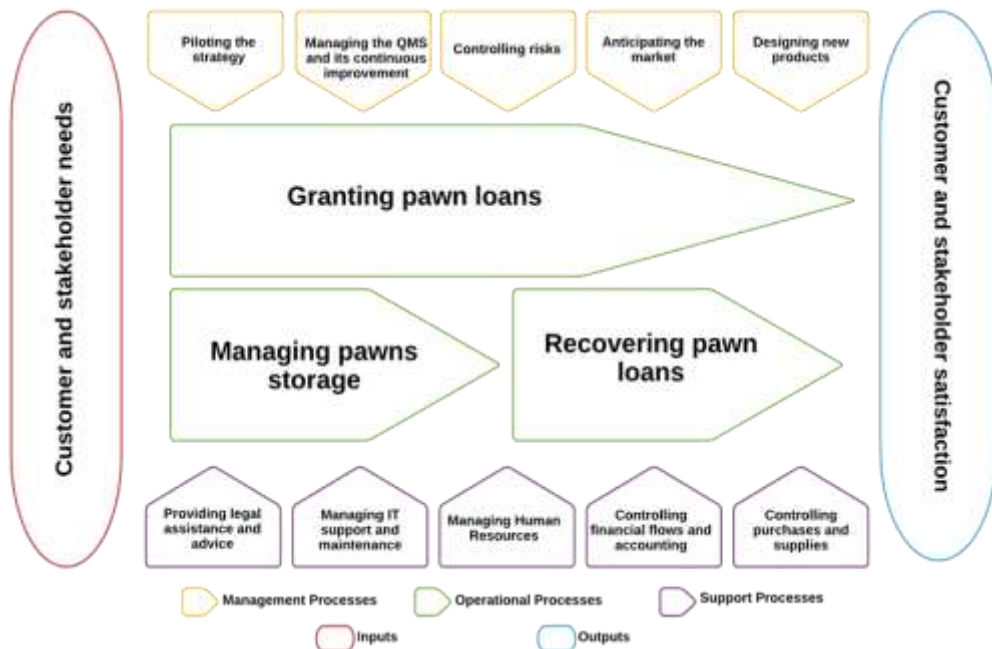 Customer and stakeholder needs
Piloting the
strategy
Managing the QMS
and its continuous
improvement
Controlling risks
Anticipating the
market
Designing new
products
Granting pawn loans
Managing pawns
storage
Recovering pawn
loans
Providing legal
assistance and
advice
Managing IT
support and
maintenance
Managing Human
Resources
Controlling
financial flows and
accounting
Controlling
purchases and
supplies
Customer and stakeholder satisfaction
Management Processes
Operational Processes
Support Processes
Inputs
Outputs